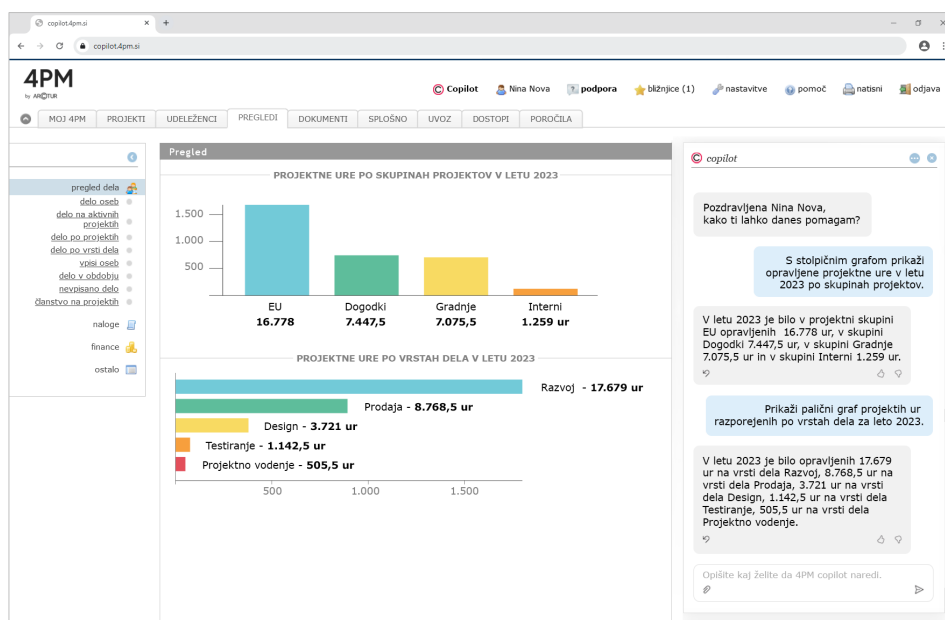 copilot.4pm.si
copilot.4pm.si
4PM
by ARCTUR
Copilot
Nina Nova
podpora
bližnjice (1)
nastavitve
pomoč
natisni
odjava
MOJ 4PM
PROJEKTI
UDELEŽENCI
PREGLEDI
DOKUMENTI
SPLOŠNO
UVOZ
DOSTOPI
POROČILA
pregled dela
delo oseb
delo na aktivnih
projektih
delo po projektih
delo po vrsti dela
vpisi oseb
delo v obdobju
nevpisano delo
članstvo na projektih
naloge
finance
ostalo
Pregled
PROJEKTNE URE PO SKUPINAH PROJEKTOV V LETU 2023
1.500
1.000
500
EU
16.778
Dogodki
7.447,5
Gradnje
7.075,5
Interni
1.259 ur
PROJEKTNE URE PO VRSTAH DELA V LETU 2023
Razvoj - 17.679 ur
Prodaja - 8.768,5 ur
Design - 3.721 ur
Testiranje - 1.142,5 ur
Projektno vodenje - 505,5 ur
500
1.000
1.500
copilot
Pozdravljena Nina Nova,
kako ti lahko danes pomagam?
S stolpičnim grafom prikaži
opravljene projektne ure v letu
2023 po skupinah projektov.
V letu 2023 je bilo v projektni skupini
EU opravljenih 16.778 ur, v skupini
Dogodki 7.447,5 ur, v skupini Gradnje
7.075,5 ur in v skupini Interni 1.259 ur.
Prikaži palični graf projektih ur
razporejenih po vrstah dela za leto 2023.
V letu 2023 je bilo opravljenih 17.679
ur na vrsti dela Razvoj, 8.768,5 ur na
vrsti dela Prodaja, 3.721 ur na vrsti
dela Design, 1.142,5 ur na vrsti dela
Testiranje, 505,5 ur na vrsti dela
Projektno vodenje.
Opišite kaj želite da 4PM copilot naredi.